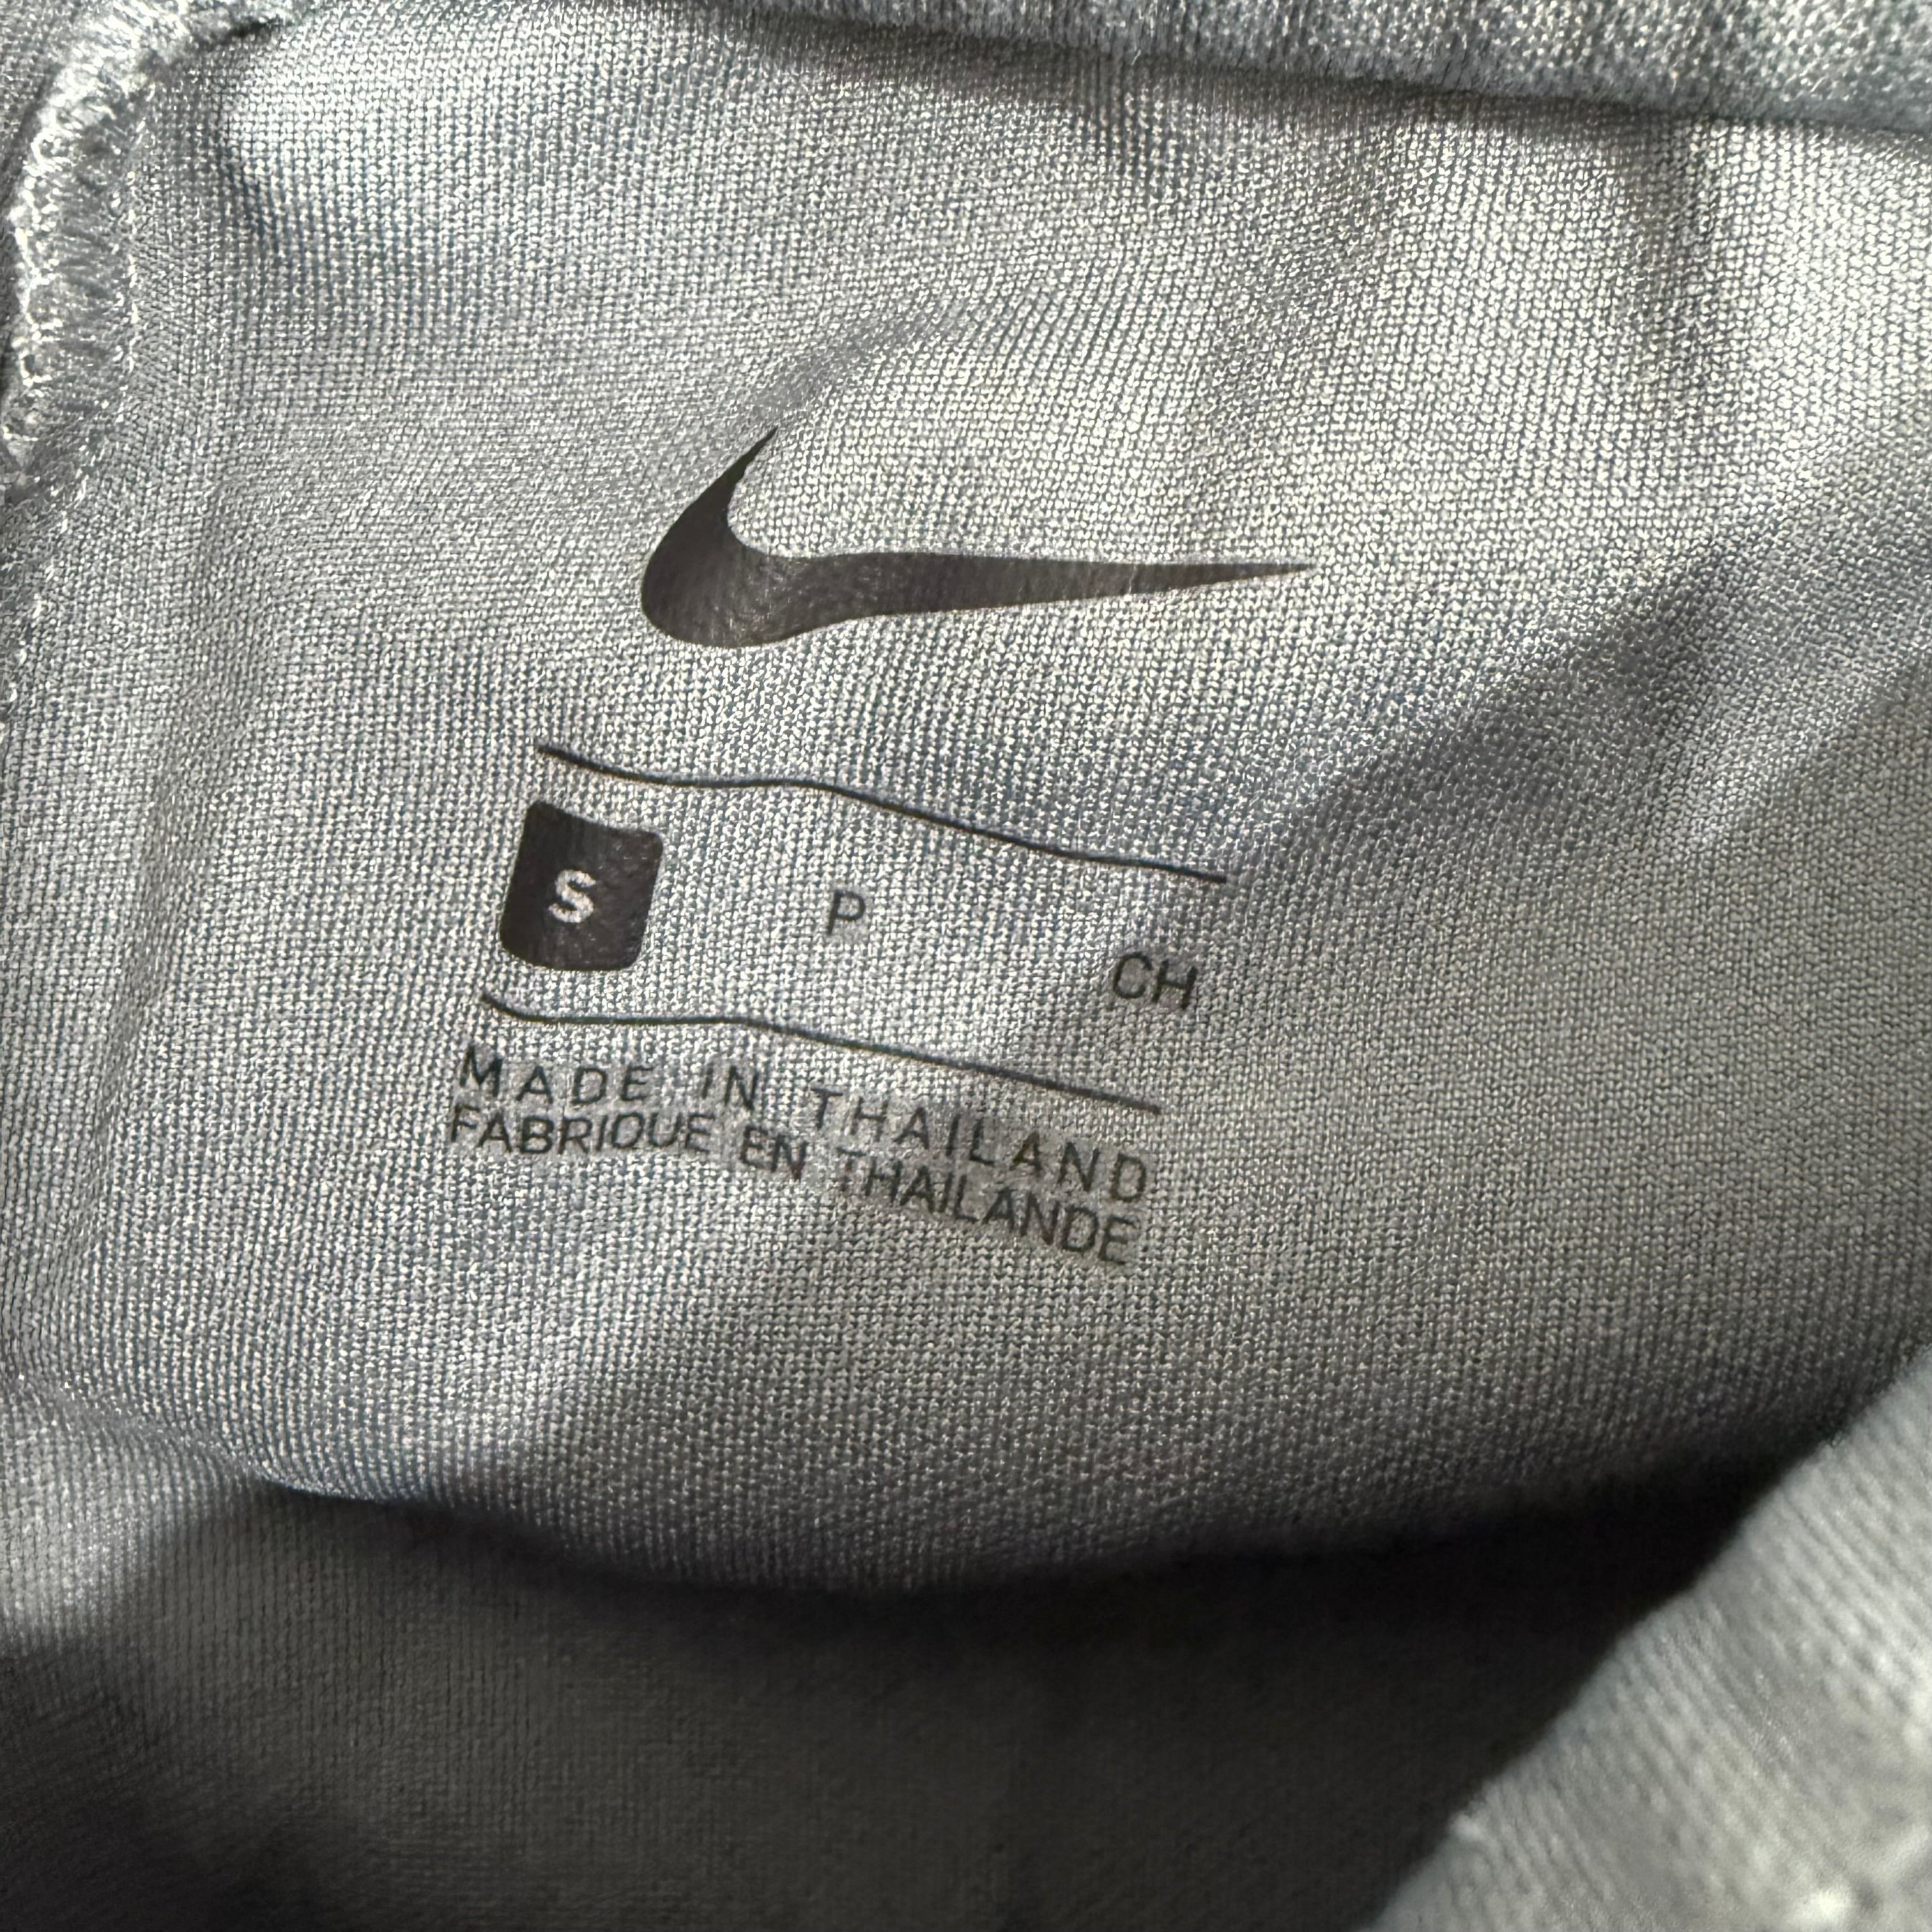 S P CH
MADE IN THAILAND
FABRIQUE EN THAILANDE